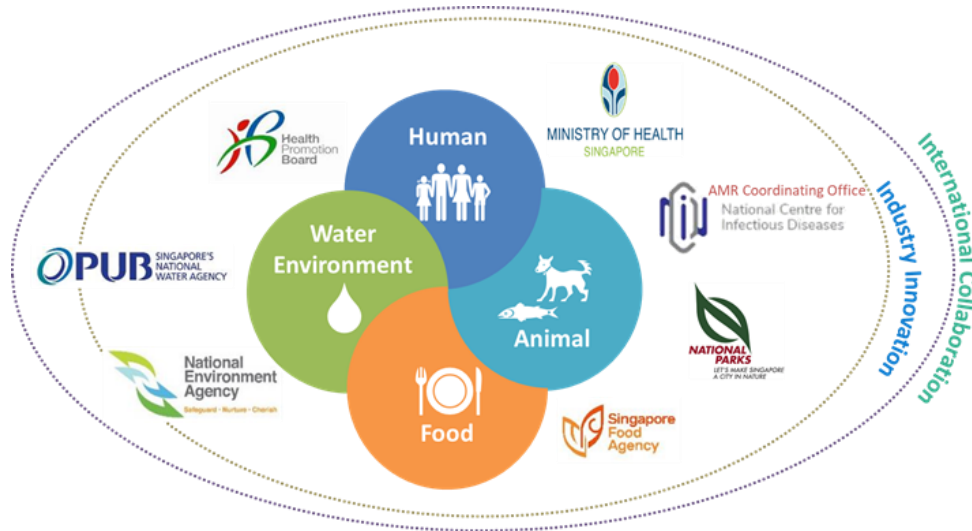 Human
Health
Promotion
Board
MINISTRY OF HEALTH
SINGAPORE
AMR Coordinating Office
National Centre for
Infectious Diseases
Water
Environment
PUB
SINGAPORE'S
NATIONAL
WATER AGENCY
Animal
NATIONAL
PARKS
LET'S MAKE SINGAPORE
A CITY IN NATURE
National
Environment
Agency
Safeguard • Nurture • Cherish
Food
Singapore
Food
Agency
Industry Innovation
International Collaboration